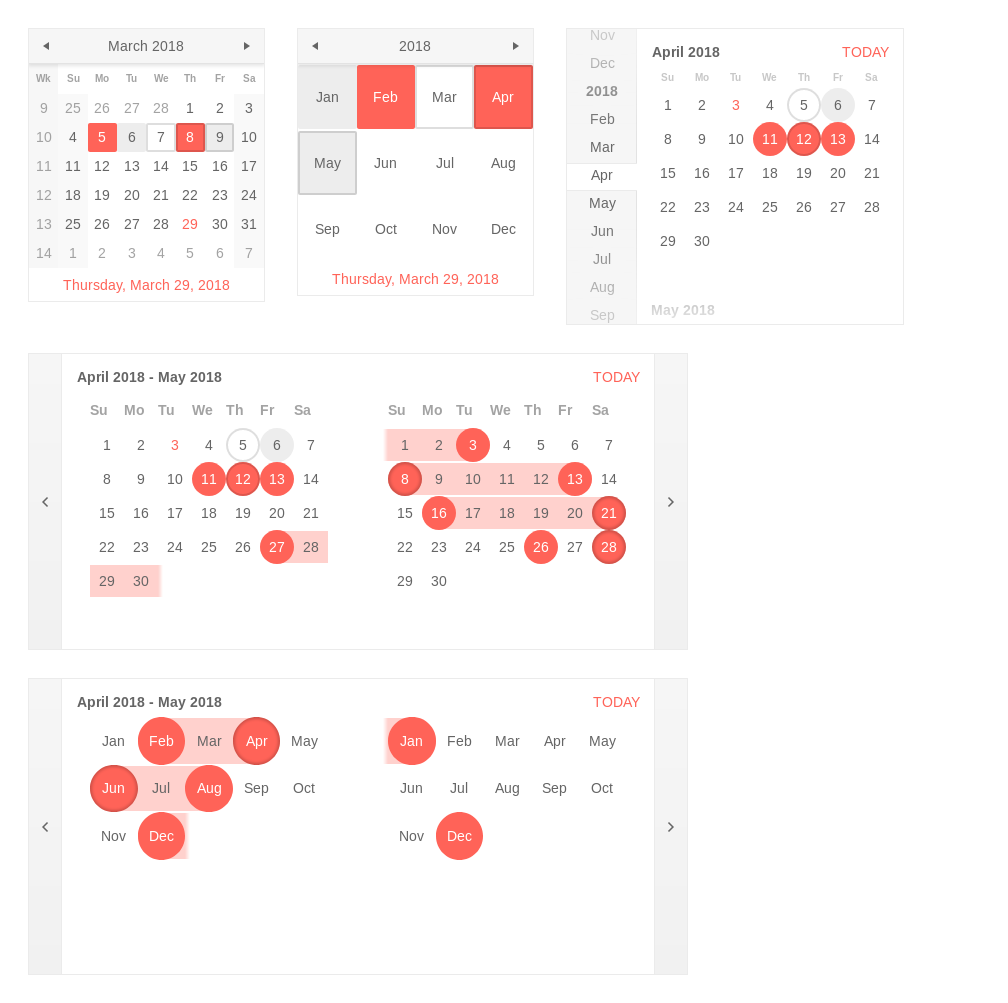 March 2018
Wk Su Mo Tu We Th Fr Sa
9 25 26 27 28 1 2 3
10 4 5 6 7 8 9 10
11 11 12 13 14 15 16 17
12 18 19 20 21 22 23 24
13 25 26 27 28 29 30 31
14 1 2 3 4 5 6 7
Thursday, March 29, 2018
2018
Jan Feb Mar Apr
May Jun Jul Aug
Sep Oct Nov Dec
Thursday, March 29, 2018
Nov
Dec
2018
Feb
Mar
Apr
May
Jun
Jul
Aug
Sep
April 2018 TODAY
Su Mo Tu We Th Fr Sa
1 2 3 4 5 6 7
8 9 10 11 12 13 14
15 16 17 18 19 20 21
22 23 24 25 26 27 28
29 30
May 2018
April 2018 - May 2018 TODAY
Su Mo Tu We Th Fr Sa
1 2 3 4 5 6 7
8 9 10 11 12 13 14
15 16 17 18 19 20 21
22 23 24 25 26 27 28
29 30
Su Mo Tu We Th Fr Sa
1 2 3 4 5 6 7
8 9 10 11 12 13 14
15 16 17 18 19 20 21
22 23 24 25 26 27 28
29 30
April 2018 - May 2018 TODAY
Jan Feb Mar Apr May
Jun Jul Aug Sep Oct
Nov Dec
Jan Feb Mar Apr May
Jun Jul Aug Sep Oct
Nov Dec